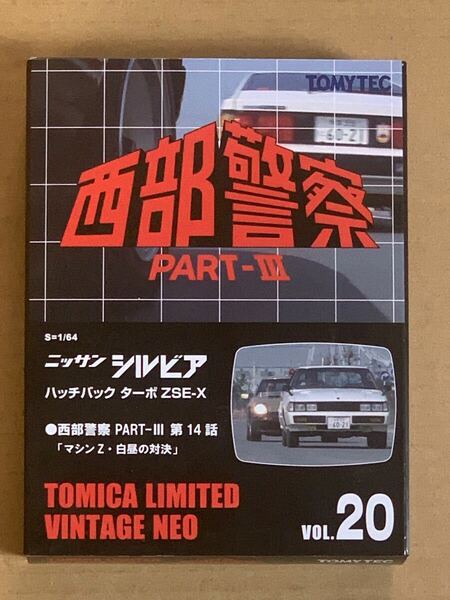 TOMYTEC
60-21
西部警察
PART-III
S=1/64
ニッサン シルビア
ハッチバック ターボ ZSE-X
●西部警察 PART-III 第14話
「マシンZ・白昼の対決」
60-21
TOMICA LIMITED
VINTAGE NEO
VOL.20
TOMYTEC